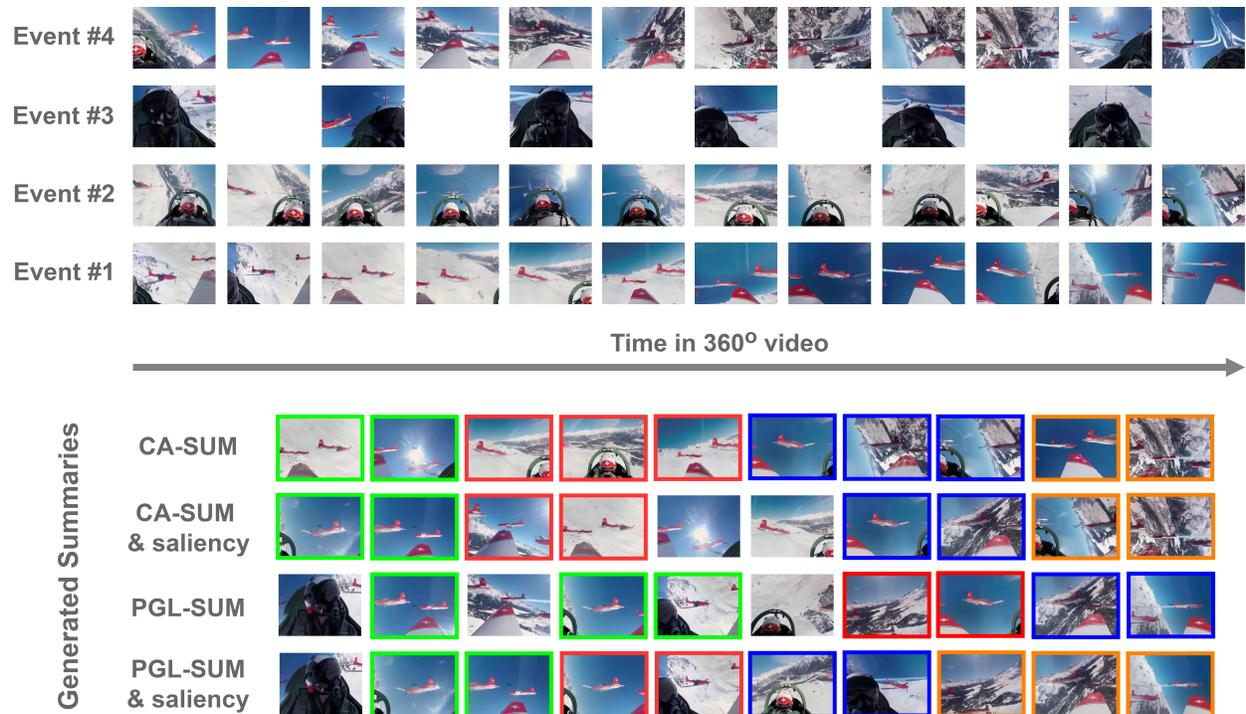 Event #4
Event #3
Event #2
Event #1
Time in 360º video
Generated Summaries
CA-SUM
CA-SUM
& saliency
PGL-SUM
PGL-SUM
& saliency